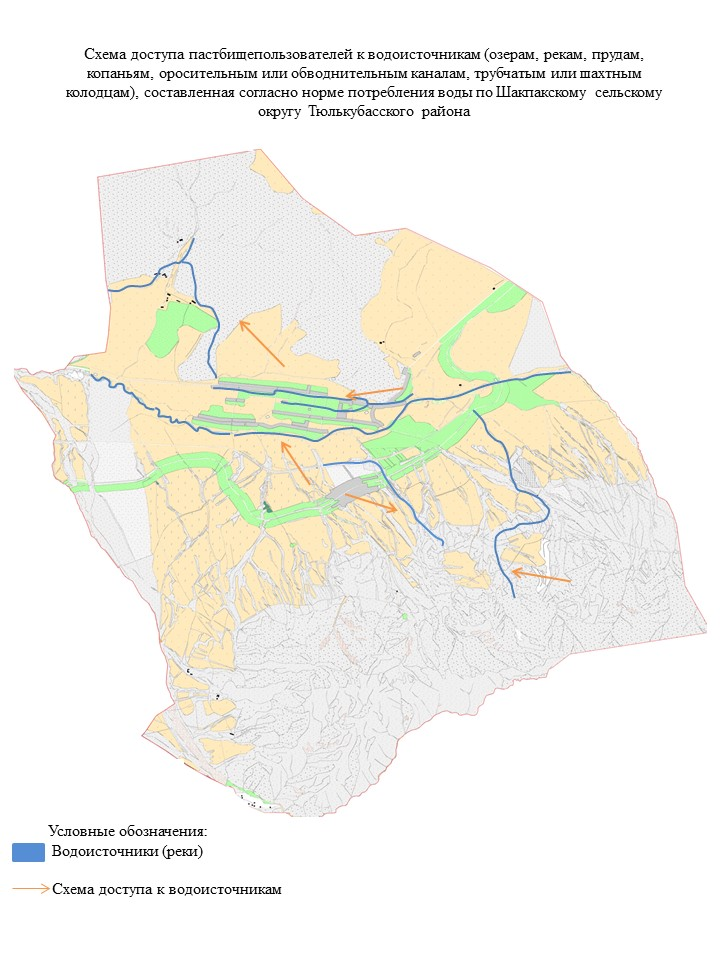 Схема доступа пастбищепользователей к водоисточникам (озерам, рекам, прудам,
копаньям, оросительным или обводнительным каналам, трубчатым или шахтным
колодцам), составленная согласно норме потребления воды по Шакпакскому сельскому
округу Тюлькубасского района
Условные обозначения:
Водоисточники (реки)
Схема доступа к водоисточникам